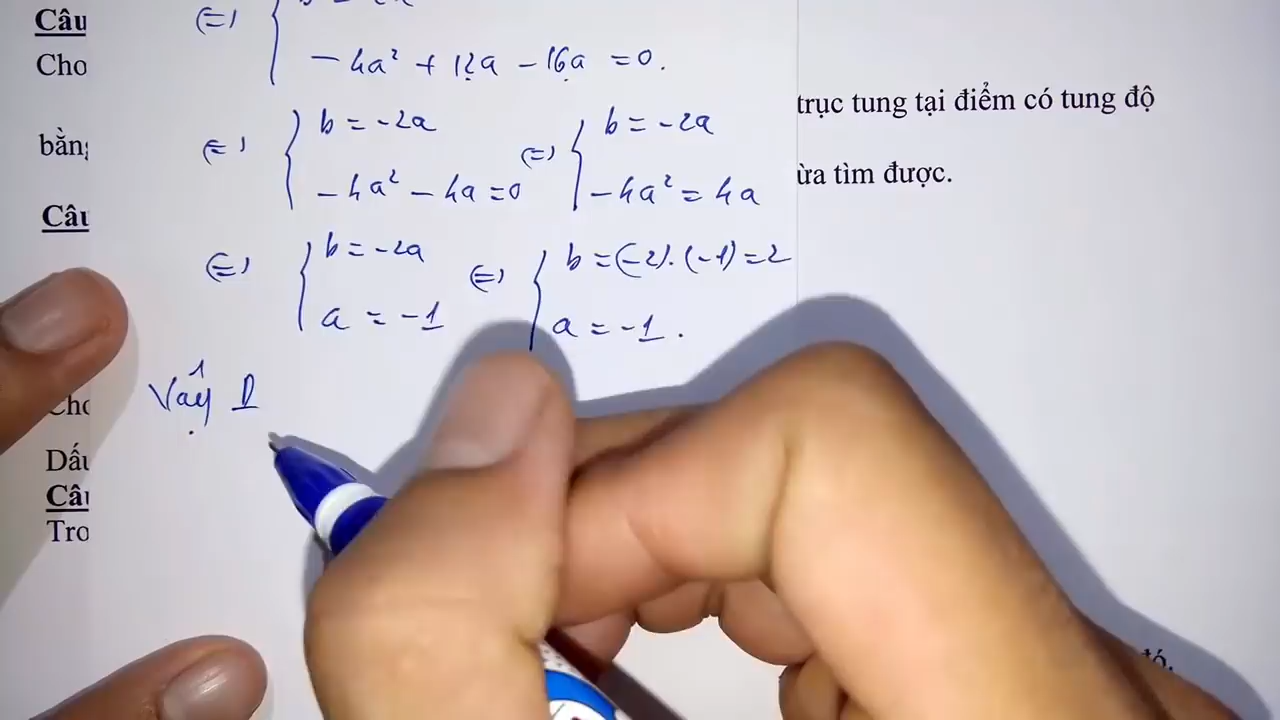 Câu
Cho
bằng
Câu
(=)
- 4a² + 12a - 16a = 0.
trục tung tại điểm có tung độ
ừa tìm được.
(=) { b = -2a (=) { b = -2a
- 4a² - 4a = 0 - 4a² = 4a
(=) { b = -2a (=) { b = (-2). (-1) = 2
a = -1 a = -1.
Vậy
Cho
Dấu
Câu
Tro
đó.